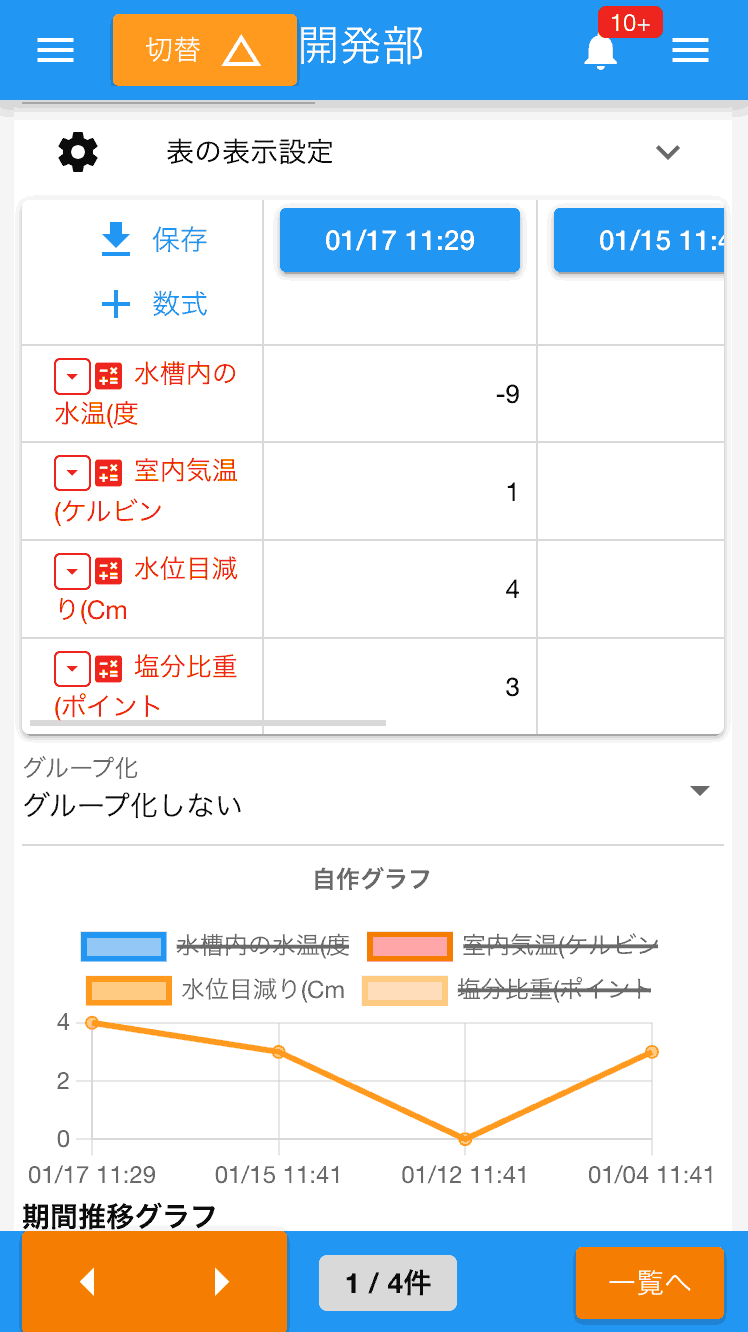 切替 開発部 10+
表の表示設定
保存 01/17 11:29 01/15 11:4
数式
水槽内の
水温(度 -9
室内気温
(ケルビン 1
水位目減
り(Cm 4
塩分比重
(ポイント 3
グループ化
グループ化しない
自作グラフ
水槽内の水温(度 室内気温(ケルビン
水位目減り(Cm 塩分比重(ポイント
4
2
0
01/17 11:29 01/15 11:41 01/12 11:41 01/04 11:41
期間推移グラフ
1 / 4件 一覧へ